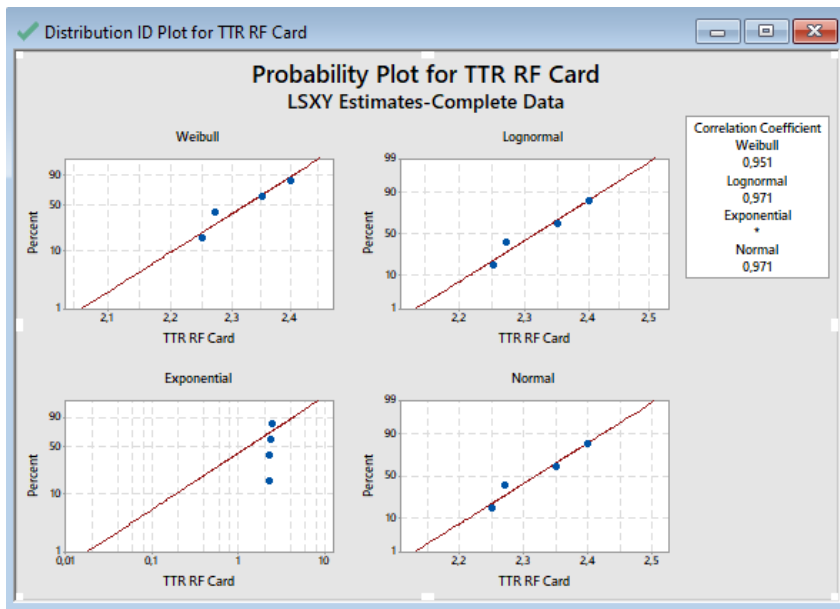 Distribution ID Plot for TTR RF Card
Probability Plot for TTR RF Card
LSXY Estimates-Complete Data
Weibull
Percent
90
50
10
1
2,1
2,2
2,3
2,4
TTR RF Card
Lognormal
Percent
99
90
50
10
1
2,2
2,3
2,4
2,5
TTR RF Card
Correlation Coefficient
Weibull
0,951
Lognormal
0,971
Exponential
*
Normal
0,971
Exponential
Percent
90
50
10
1
0,01
0,1
1
10
TTR RF Card
Normal
Percent
99
90
50
10
1
2,2
2,3
2,4
2,5
TTR RF Card